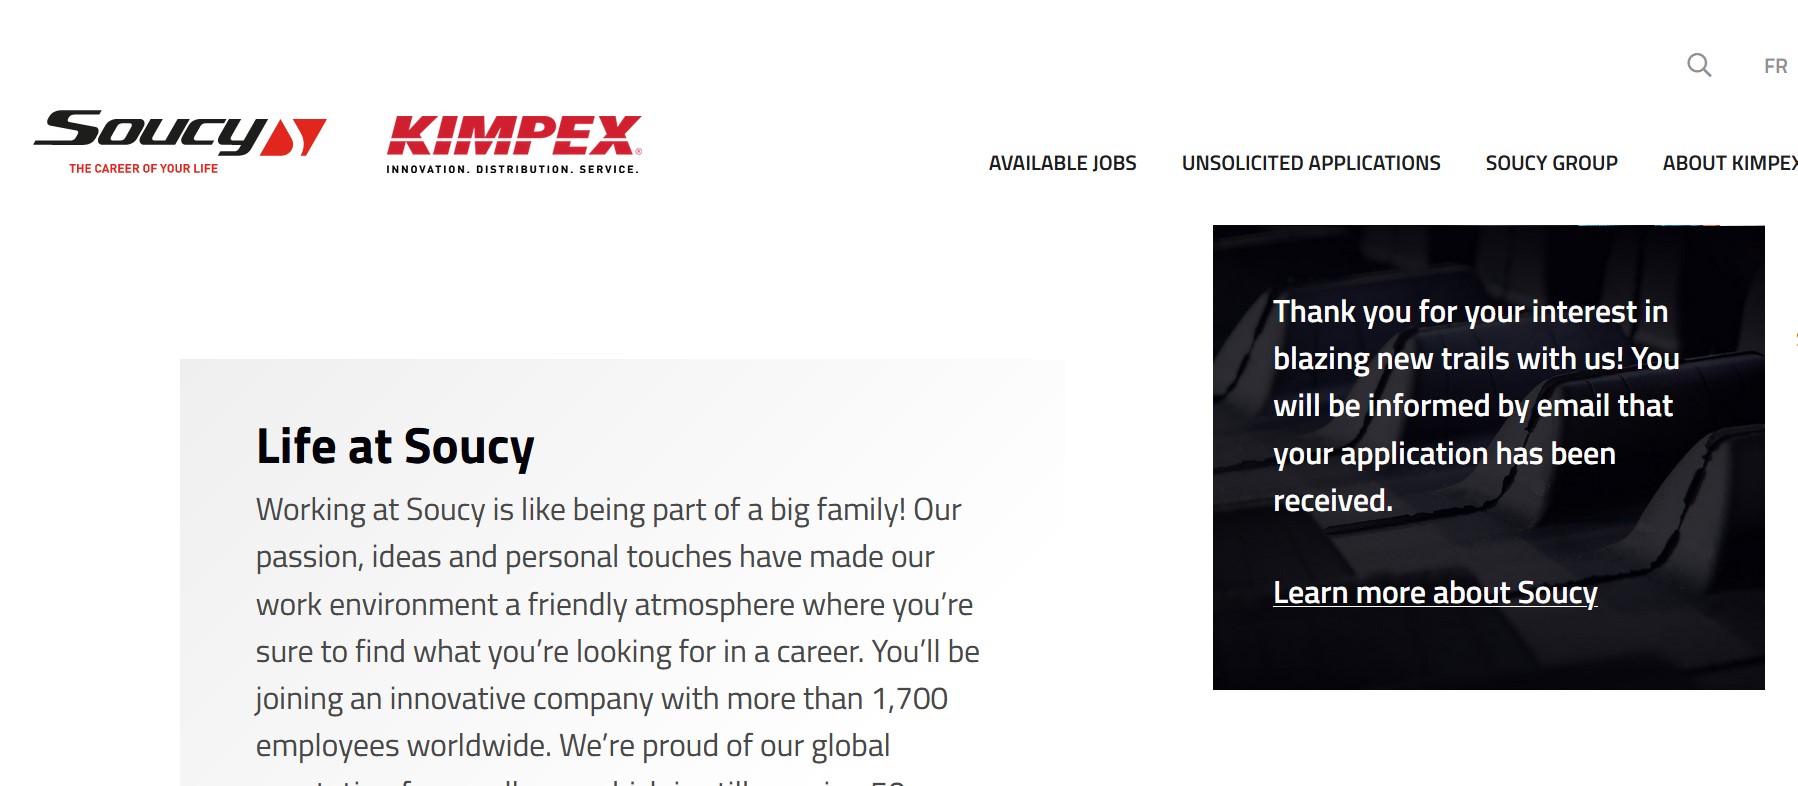 FR
SOUCY
THE CAREER OF YOUR LIFE
KIMPEX®
INNOVATION. DISTRIBUTION. SERVICE.
AVAILABLE JOBS
UNSOLICITED APPLICATIONS
SOUCY GROUP
ABOUT KIMPEX
Life at Soucy
Working at Soucy is like being part of a big family! Our
passion, ideas and personal touches have made our
work environment a friendly atmosphere where you’re
sure to find what you’re looking for in a career. You’ll be
joining an innovative company with more than 1,700
employees worldwide. We’re proud of our global
Thank you for your interest in
blazing new trails with us! You
will be informed by email that
your application has been
received.
Learn more about Soucy